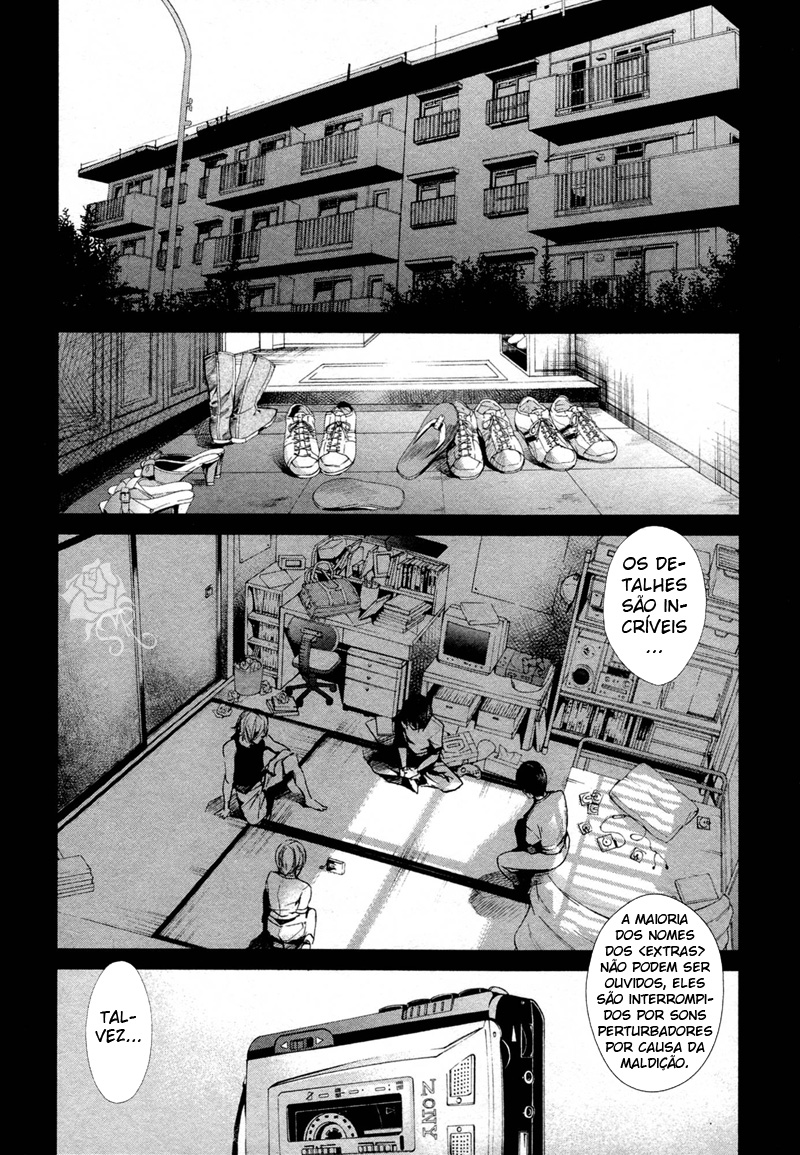 OS DE-
TALHES
SÃO IN-
CRÍVEIS
...
A MAIORIA
DOS NOMES
DOS <EXTRAS>
NÃO PODEM SER
OUVIDOS, ELES
SÃO INTERROMPI-
DOS POR SONS
PERTURBADORES
POR CAUSA DA
MALDIÇÃO.
TAL-
VEZ...
ZONY